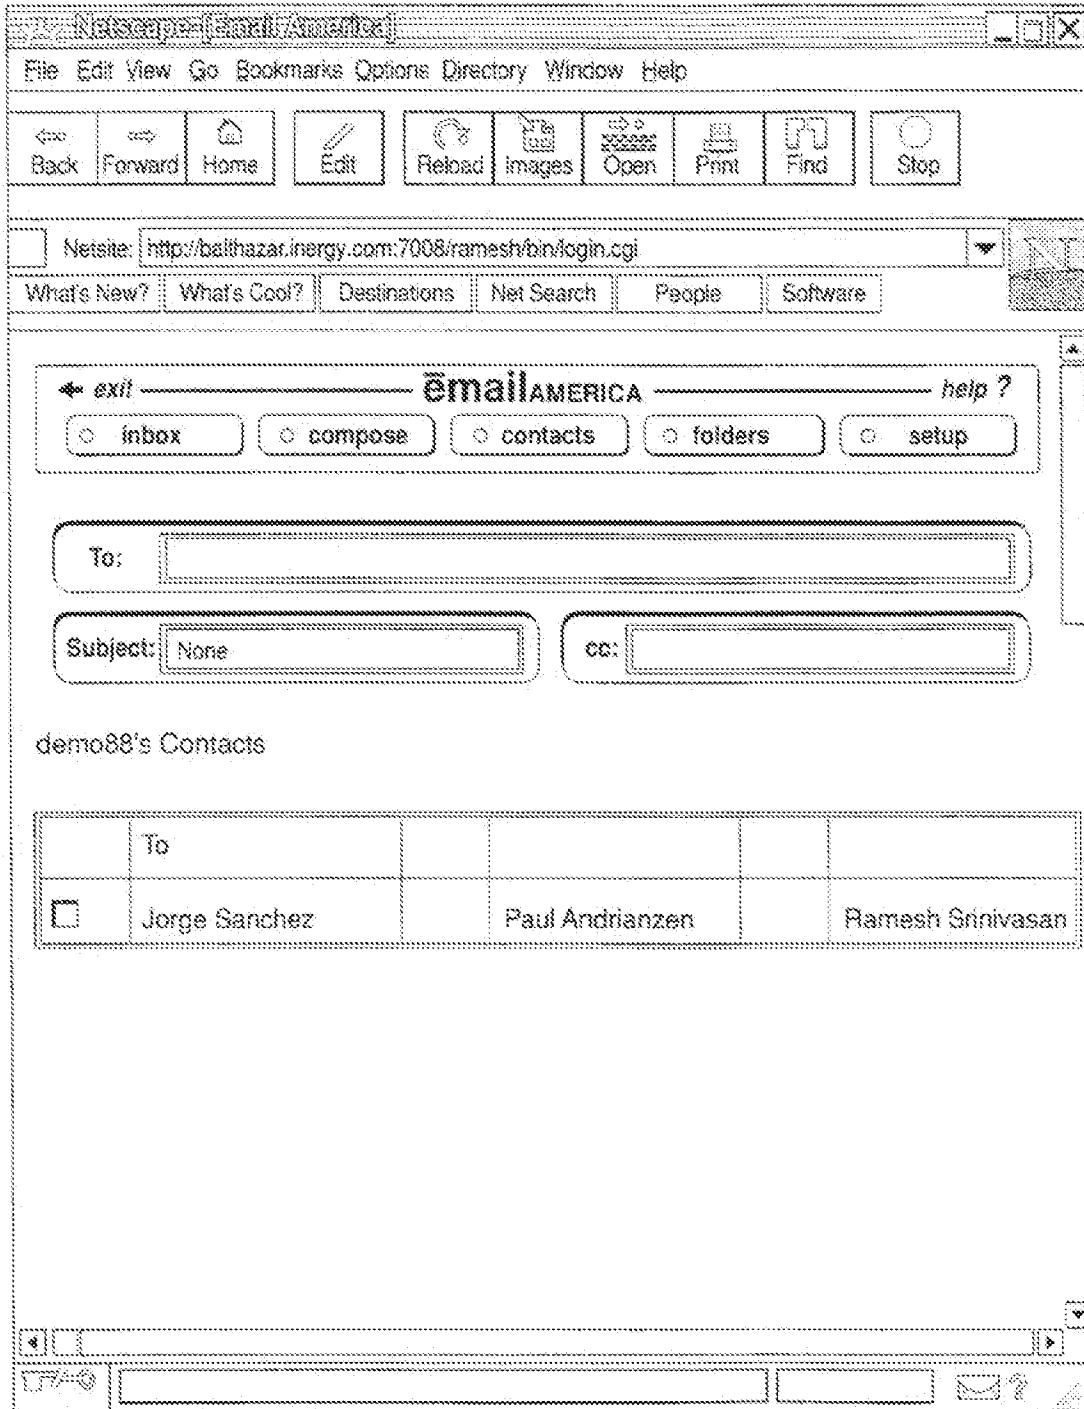 Netscape-[Email America]
File Edit View Go Bookmarks Options Directory Window Help
Back Forward Home Edit Reload Images Open Print Find Stop
Netsite: http://balthazar.inergy.com:7008/ramesh/bin/login.cgi
N
What's New? What's Cool? Destinations Net Search People Software
exit ēmailAMERICA help ?
inbox compose contacts folders setup
To:
Subject: None cc:
demo88's Contacts
To
Jorge Sanchez Paul Andrianzen Ramesh Srinivasan
?